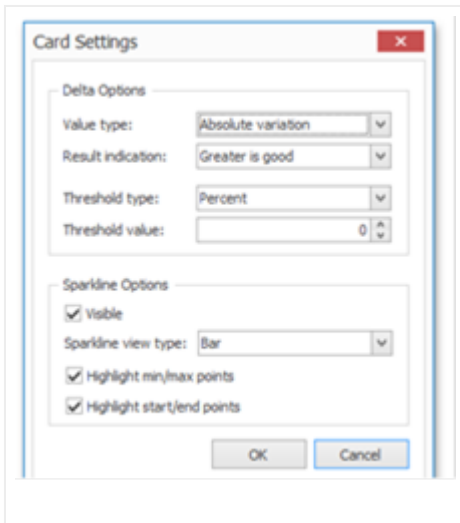 Card Settings
Delta Options
Value type: Absolute variation
Result indication: Greater is good
Threshold type: Percent
Threshold value: 0
Sparkline Options
Visible
Sparkline view type: Bar
Highlight min/max points
Highlight start/end points
OK Cancel